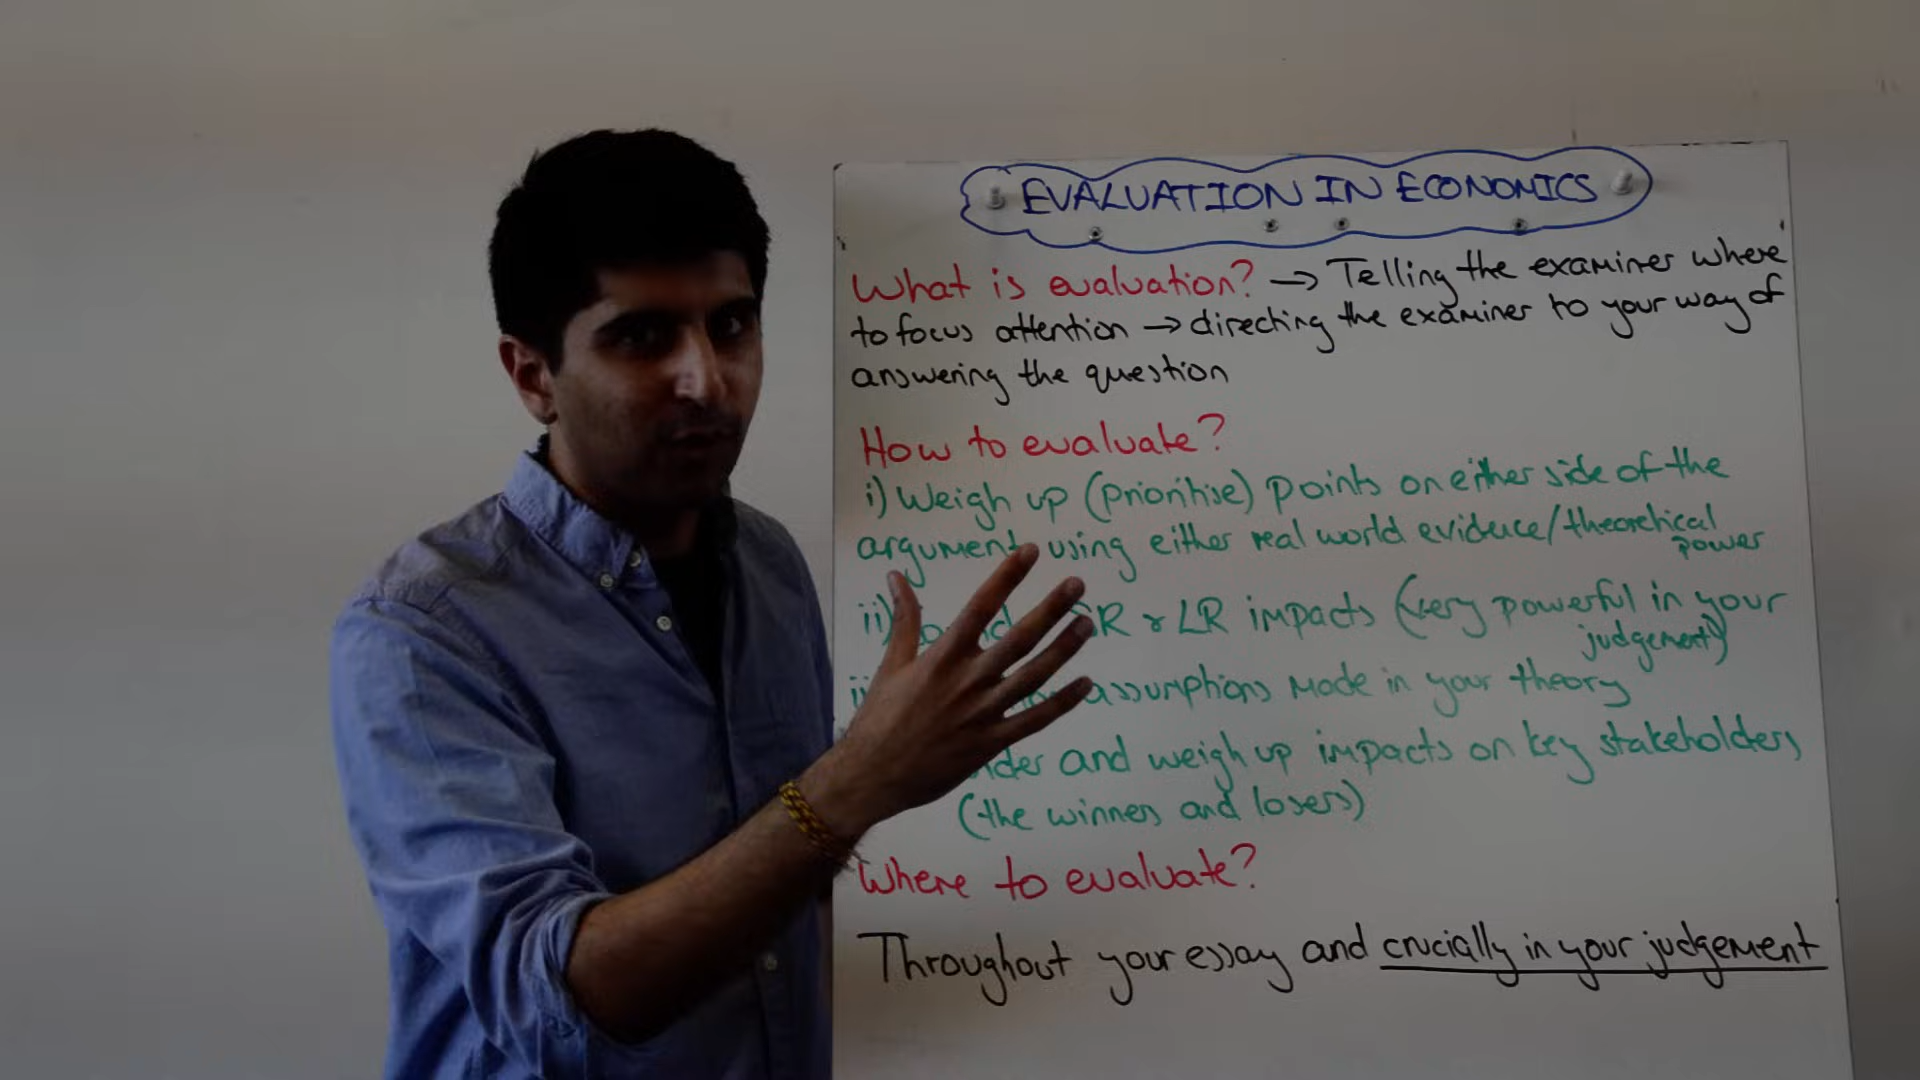 EVALUATION IN ECONOMICS
What is evaluation? → Telling the examiner where
to focus attention → directing the examiner to your way of
answering the question
How to evaluate?
i) Weigh up (prioritise) points on either side of the
argument using either real world evidence/theoretical
power
ii) SR & LR impacts (very powerful in your
judgement)
assumptions made in your theory
and weigh up impacts on key stakeholders
(the winners and losers)
Where to evaluate?
Throughout your essay and crucially in your judgement